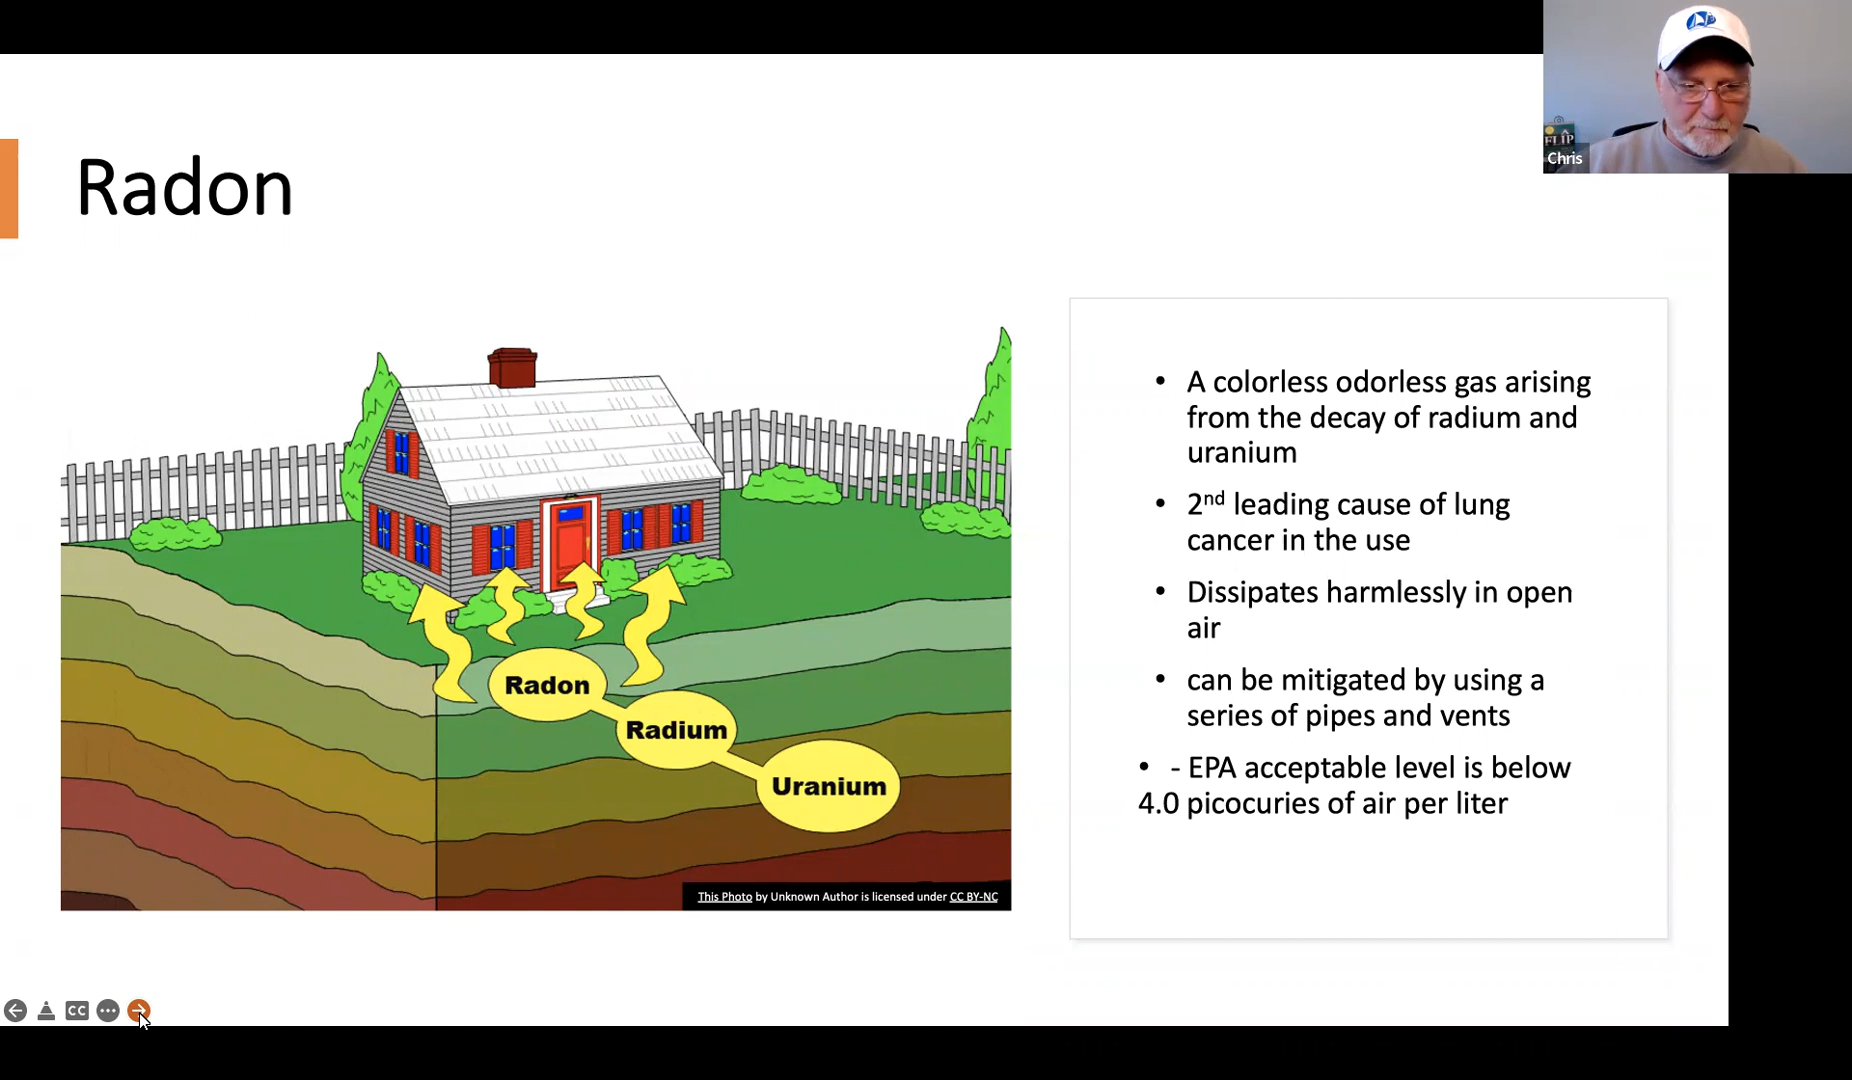 FLIP
Chris
Radon
• A colorless odorless gas arising
from the decay of radium and
uranium
• 2nd leading cause of lung
cancer in the use
• Dissipates harmlessly in open
air
• can be mitigated by using a
series of pipes and vents
• - EPA acceptable level is below
4.0 picocuries of air per liter
Radon
Radium
Uranium
This Photo by Unknown Author is licensed under CC BY-NC
CC